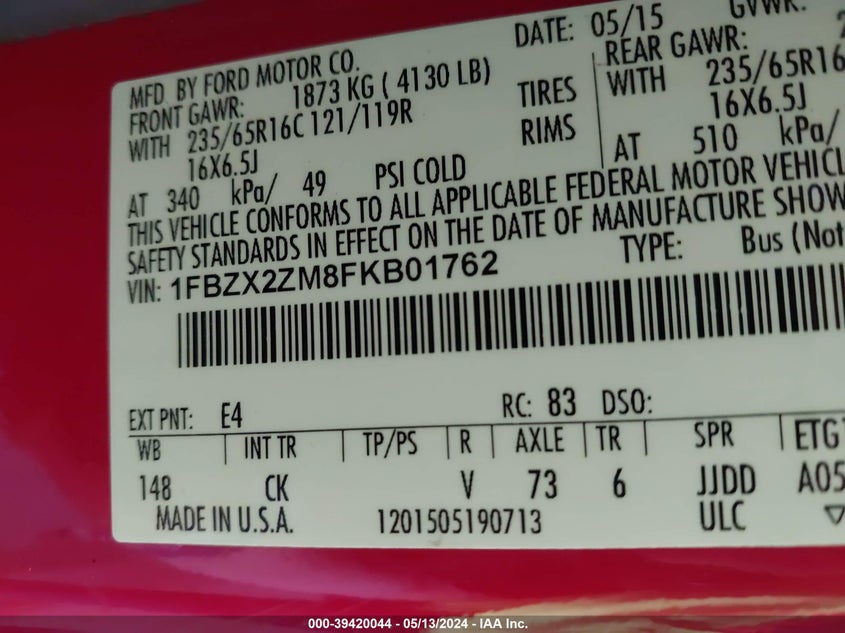 DATE: 05/15 GVWR:
MFD BY FORD MOTOR CO.
FRONT GAWR: 1873 KG ( 4130 LB)
REAR GAWR:
WITH 235/65R16C 121/119R TIRES
WITH 235/65R16
16X6.5J RIMS
16X6.5J
AT 340 kPa/ 49 PSI COLD
AT 510 kPa/
THIS VEHICLE CONFORMS TO ALL APPLICABLE FEDERAL MOTOR
SAFETY STANDARDS IN EFFECT ON THE DATE OF MANUFACTURE
VIN: 1FBZX2ZM8FKB01762 TYPE: Bus
EXT PNT: E4 RC: 83 DSO:
WB INT TR TP/PS R AXLE TR SPR
148 CK V 73 6 JJDD
MADE IN U.S.A. 1201505190713 ULC
000-39420044 — 05/13/2024 — IAA Inc.